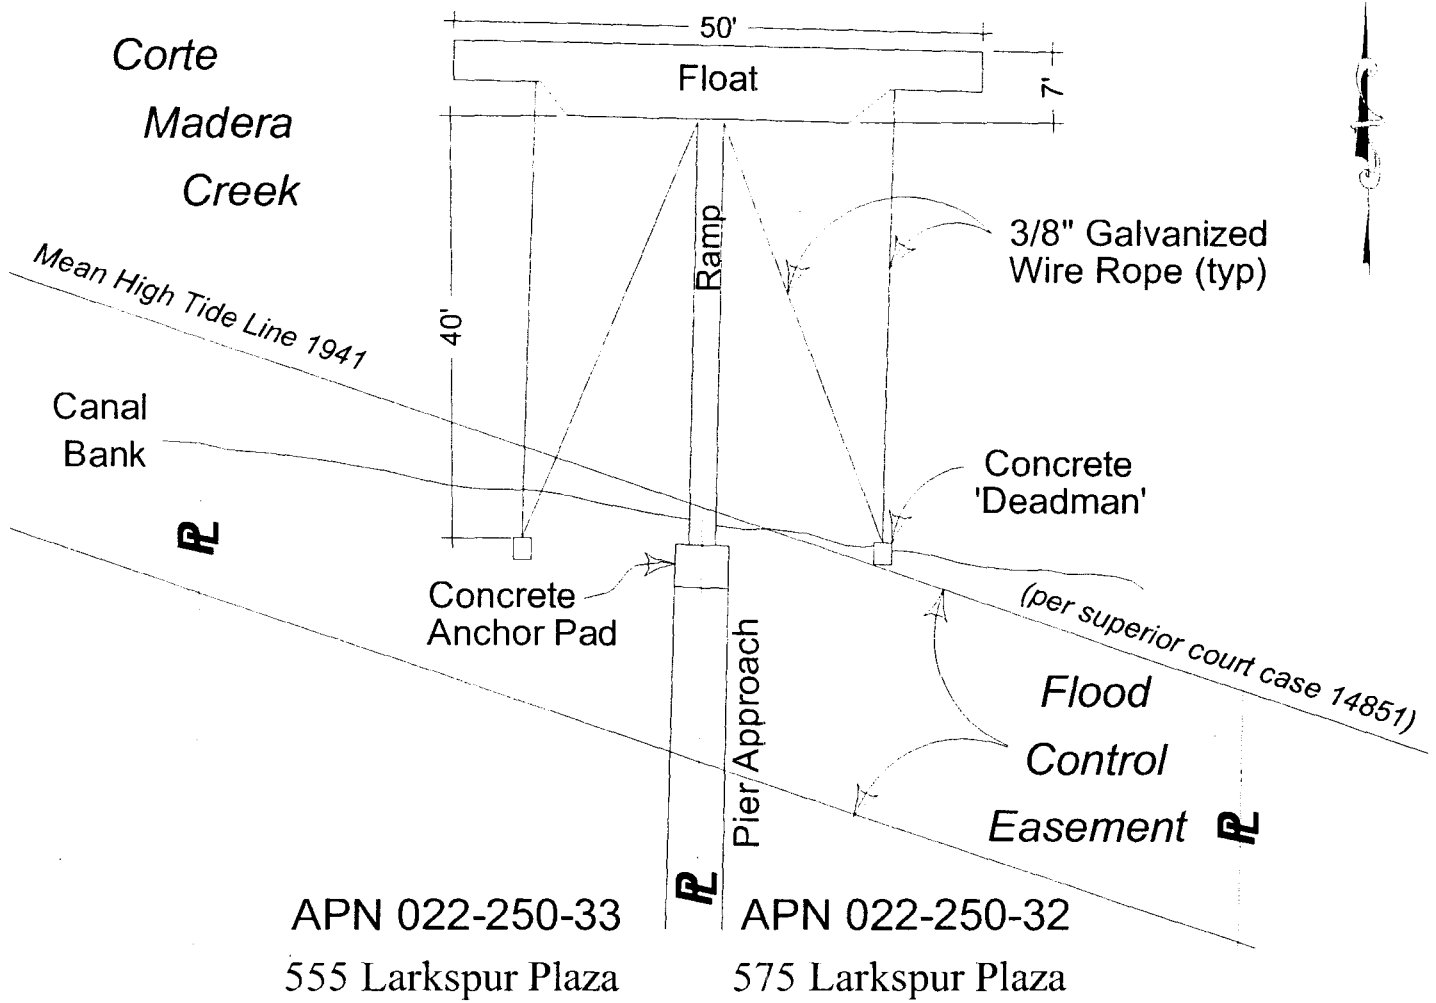 50'
Corte
Madera
Creek
Float
7'
Ramp
3/8" Galvanized
Wire Rope (typ)
Mean High Tide Line 1941
40'
Canal
Bank
Concrete
'Deadman'
PL
Concrete
Anchor Pad
(per superior court case 14851)
Pier Approach
Flood
Control
Easement
PL
PL
APN 022-250-33
APN 022-250-32
555 Larkspur Plaza
575 Larkspur Plaza